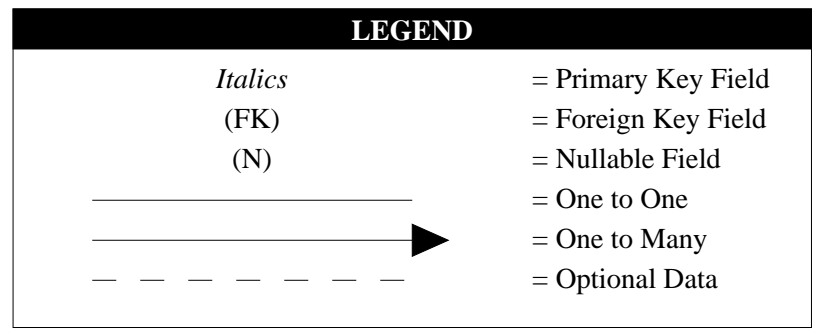 LEGEND
Italics = Primary Key Field
(FK) = Foreign Key Field
(N) = Nullable Field
= One to One
= One to Many
= Optional Data